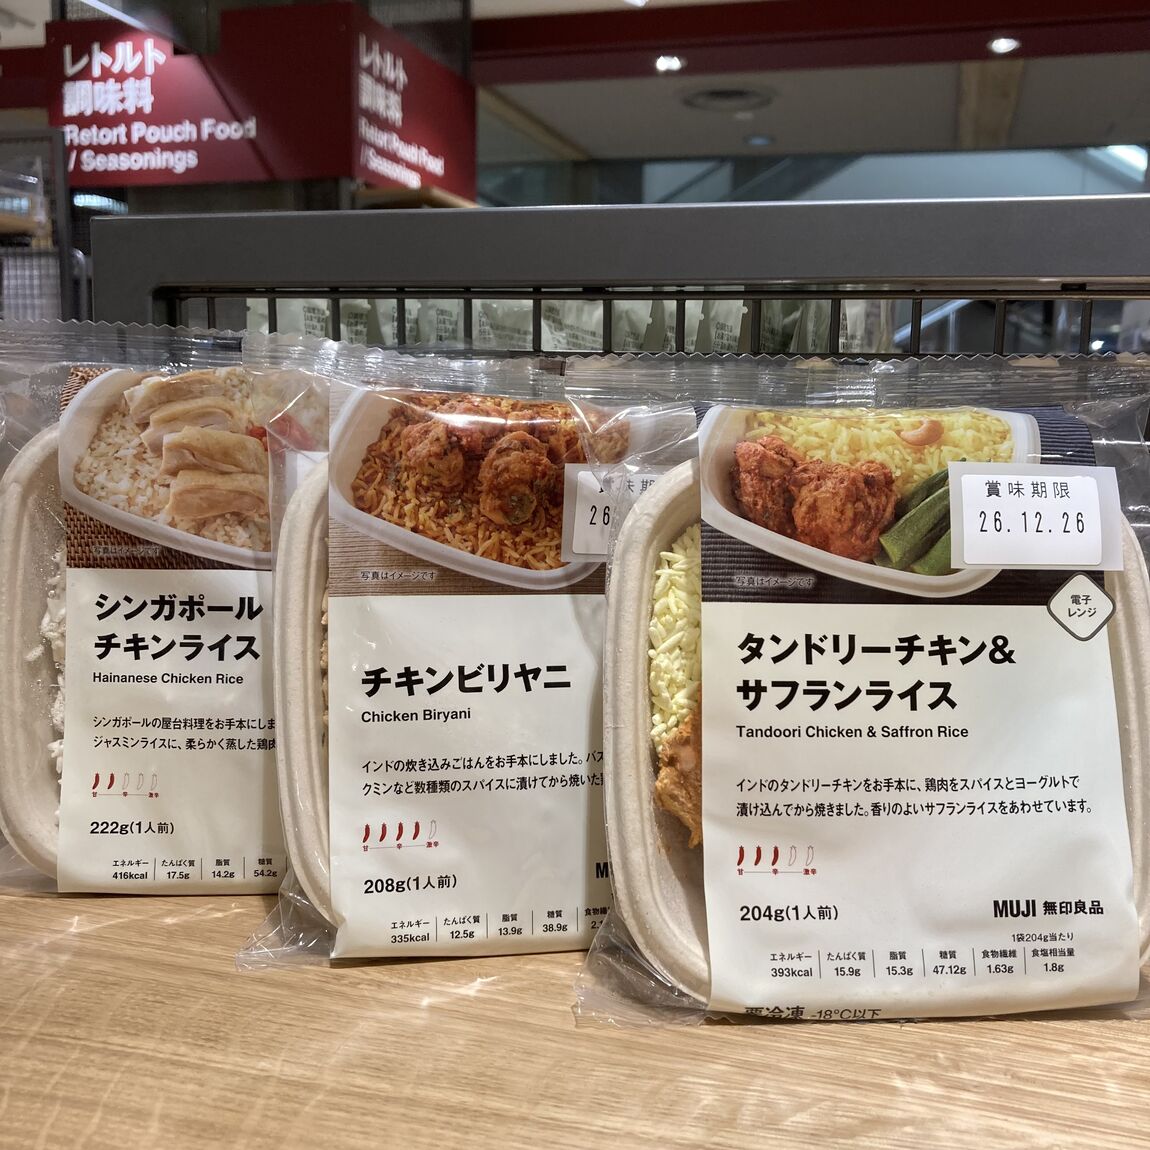 レトルト
調味料
Retort Pouch Food
/ Seasonings
レトルト
調味料
Retort Pouch Food
/ Seasonings
写真はイメージです
シンガポール
チキンライス
Hainanese Chicken Rice
シンガポールの屋台料理をお手本にしま
ジャスミンライスに、柔らかく蒸した鶏肉
甘 辛 激辛
222g(1人前)
エネルギー たんぱく質 脂質 糖質
416kcal 17.5g 14.2g 54.2g
賞味期
26
写真はイメージです
チキンビリヤニ
Chicken Biryani
インドの炊き込みごはんをお手本にしました。バス
クミンなど数種類のスパイスに漬けてから焼いた
甘 辛 激辛
208g(1人前)
エネルギー たんぱく質 脂質 糖質 食物繊
335kcal 12.5g 13.9g 38.9g 2.
賞味期限
26.12.26
写真はイメージです
電子
レンジ
タンドリーチキン&
サフランライス
Tandoori Chicken & Saffron Rice
インドのタンドリーチキンをお手本に、鶏肉をスパイスとヨーグルトで
漬け込んでから焼きました。香りのよいサフランライスをあわせています。
甘 辛 激辛
204g(1人前)
MUJI 無印良品
1袋204g当たり
エネルギー たんぱく質 脂質 糖質 食物繊維 食塩相当量
393kcal 15.9g 15.3g 47.12g 1.63g 1.8g
要冷凍 -18℃以下